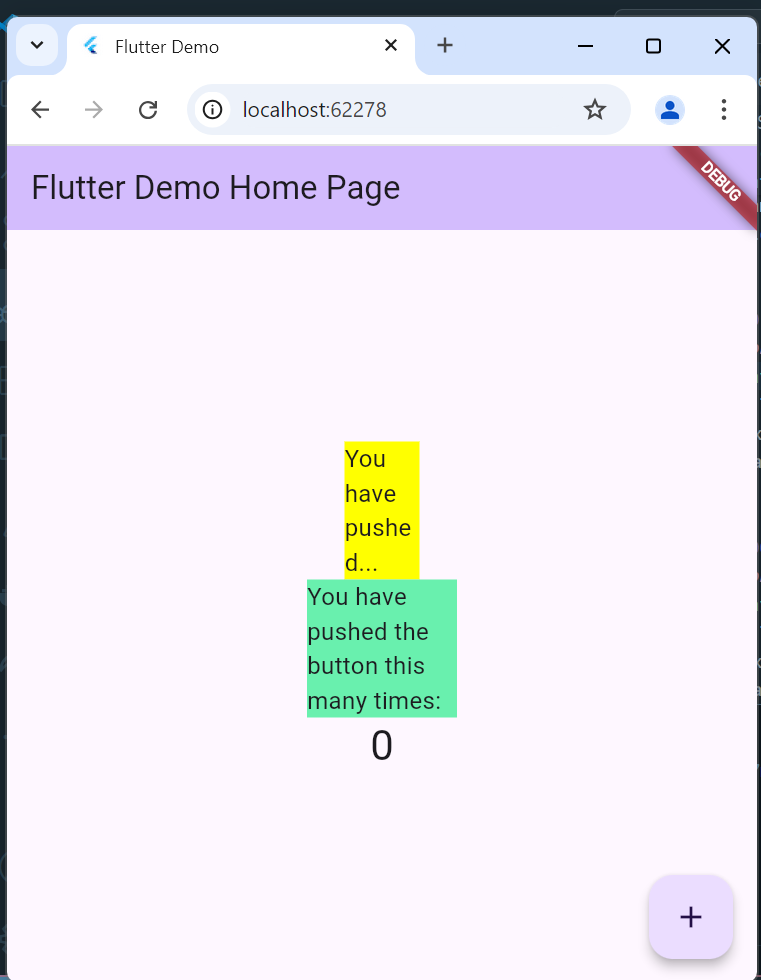 Flutter Demo
localhost:62278
Flutter Demo Home Page
DEBUG
You
have
pushe
d...
You have
pushed the
button this
many times:
0